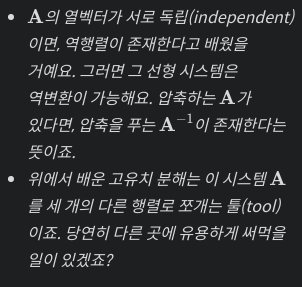 • A의 열벡터가 서로 독립(independent)
이면, 역행렬이 존재한다고 배웠을
거예요. 그러면 그 선형 시스템은
역변환이 가능해요. 압축하는 A가
있다면, 압축을 푸는 A⁻¹이 존재한다는
뜻이죠.
• 위에서 배운 고유치 분해는 이 시스템 A
를 세 개의 다른 행렬로 쪼개는 툴(tool)
이죠. 당연히 다른 곳에 유용하게 써먹을
일이 있겠죠?